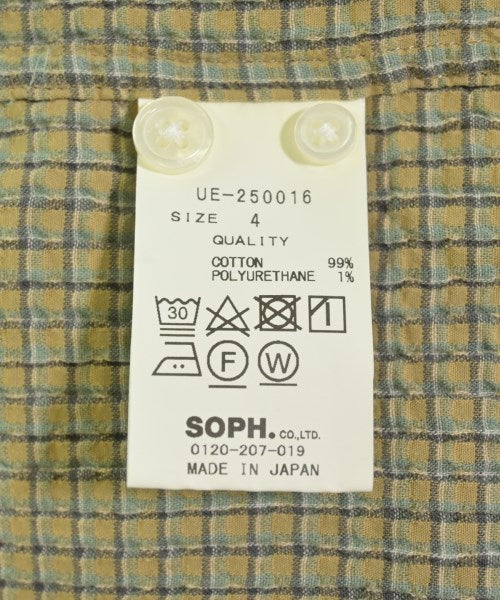 UE-250016
SIZE 4
QUALITY
COTTON 99%
POLYURETHANE 1%
30
F W
SOPH. CO.,LTD.
0120-207-019
MADE IN JAPAN